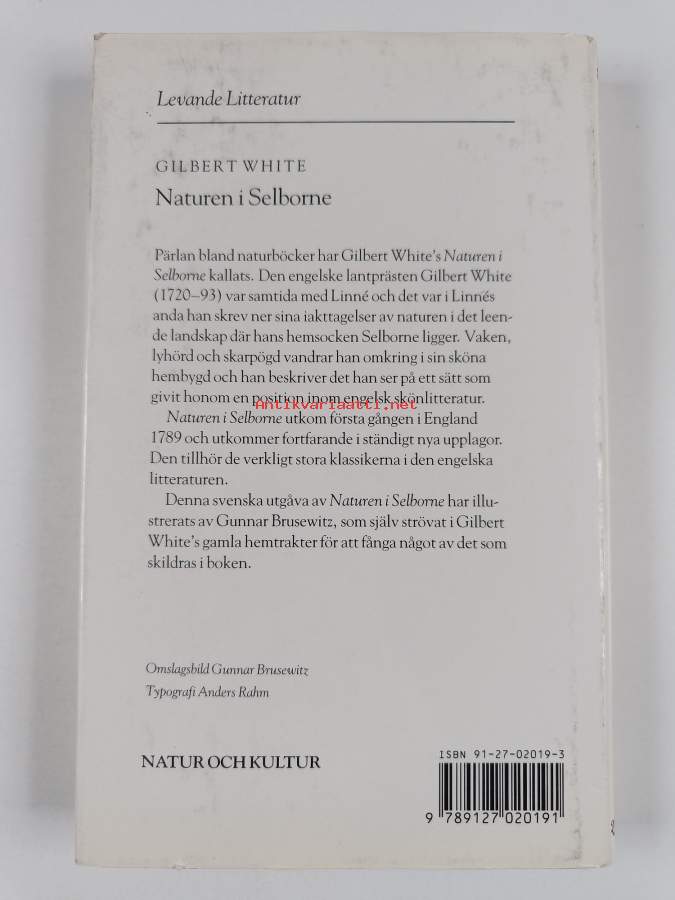 Levande Litteratur
GILBERT WHITE
Naturen i Selborne
Pärlan bland naturböcker har Gilbert White's Naturen i
Selborne kallats. Den engelske lantprästen Gilbert White
(1720–93) var samtida med Linné och det var i Linnés
anda han skrev ner sina iakttagelser av naturen i det leen-
de landskap där hans hemsocken Selborne ligger. Vaken,
lyhörd och skarpögd vandrar han omkring i sin sköna
hembygd och han beskriver det han ser på ett sätt som
givit honom en position inom engelsk skönlitteratur.
Antikvariaatti.net
Naturen i Selborne utkom första gången i England
1789 och utkommer fortfarande i ständigt nya upplagor.
Den tillhör de verkligt stora klassikerna i den engelska
litteraturen.
Denna svenska utgåva av Naturen i Selborne har illu-
strerats av Gunnar Brusewitz, som själv strövat i Gilbert
White's gamla hemtrakter för att fånga något av det som
skildras i boken.
Omslagsbild Gunnar Brusewitz
Typografi Anders Rahm
NATUR OCH KULTUR
ISBN 91-27-02019-3
9 789127 020191